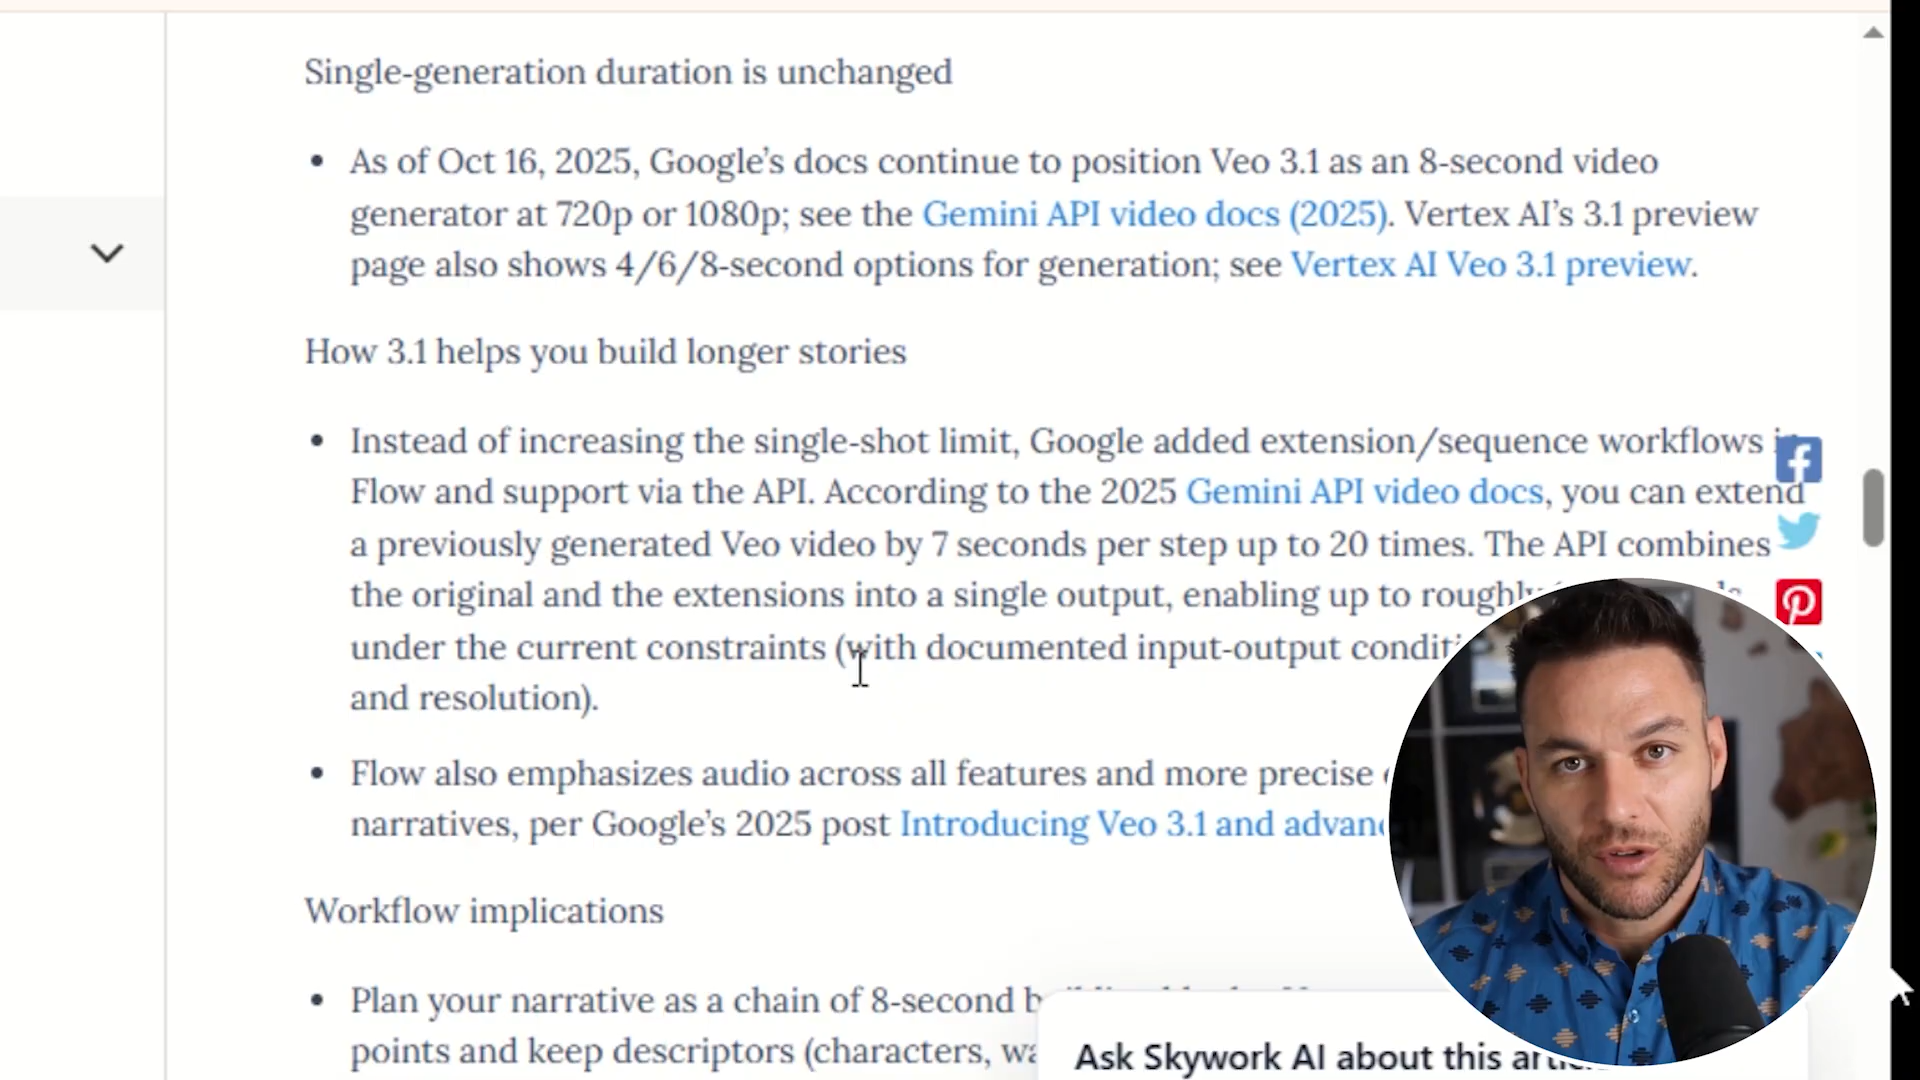 Single-generation duration is unchanged
• As of Oct 16, 2025, Google’s docs continue to position Veo 3.1 as an 8-second video
generator at 720p or 1080p; see the Gemini API video docs (2025). Vertex AI’s 3.1 preview
page also shows 4/6/8-second options for generation; see Vertex AI Veo 3.1 preview.
How 3.1 helps you build longer stories
• Instead of increasing the single-shot limit, Google added extension/sequence workflows
Flow and support via the API. According to the 2025 Gemini API video docs, you can extend
a previously generated Veo video by 7 seconds per step up to 20 times. The API combines
the original and the extensions into a single output, enabling up to roughly
under the current constraints (with documented input-output
and resolution).
• Flow also emphasizes audio across all features and more precise
narratives, per Google’s 2025 post Introducing Veo 3.1 and
Workflow implications
• Plan your narrative as a chain of 8-second
points and keep descriptors (characters,
Ask Skywork AI about this